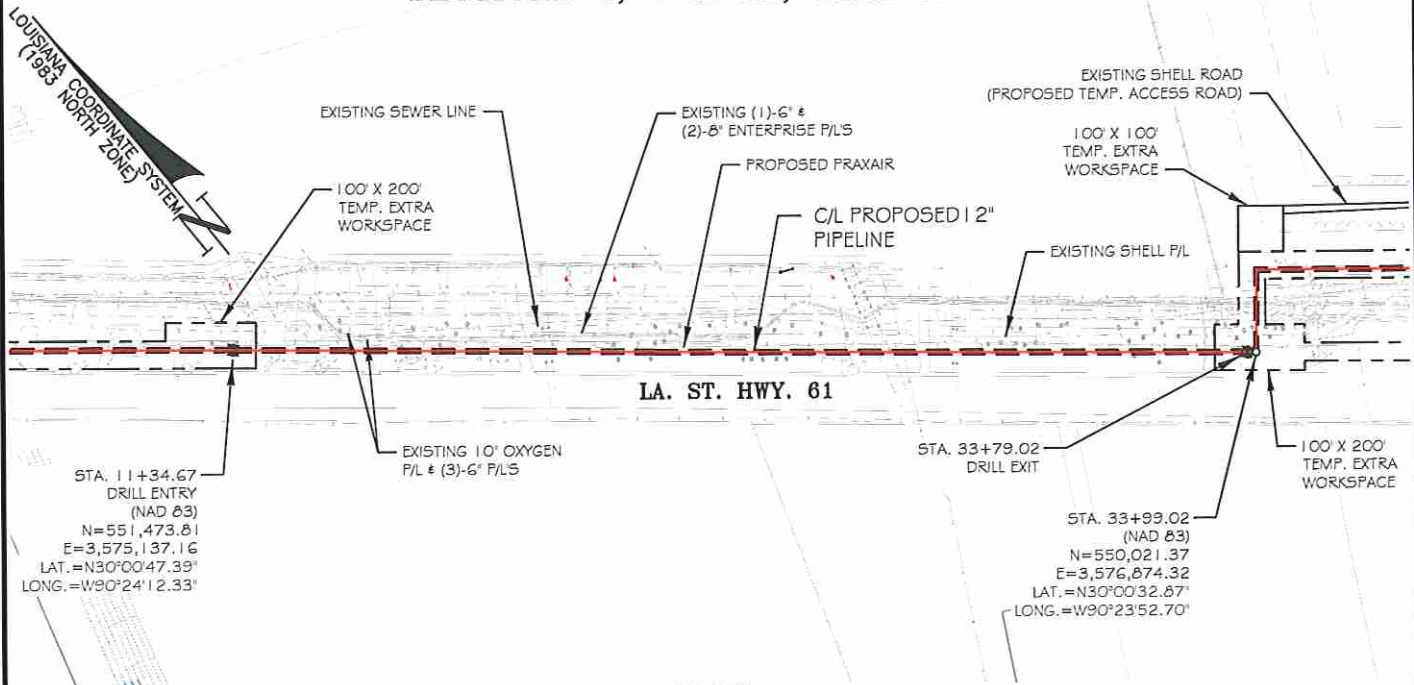 LOUISIANA COORDINATE SYSTEM
(1983 NORTH ZONE)
EXISTING SEWER LINE
EXISTING (1)-6" &
(2)-8" ENTERPRISE P/L'S
EXISTING SHELL ROAD
(PROPOSED TEMP. ACCESS ROAD)
100' X 200'
TEMP. EXTRA
WORKSPACE
PROPOSED PRAXAIR
100' X 100'
TEMP. EXTRA
WORKSPACE
C/L PROPOSED 12"
PIPELINE
EXISTING SHELL P/L
LA. ST. HWY. 61
EXISTING 10" OXYGEN
P/L & (3)-6" P/L'S
STA. 11+34.67
DRILL ENTRY
(NAD 83)
N=551,473.81
E=3,575,137.16
LAT.=N30°00'47.39"
LONG.=W90°24'12.33"
STA. 33+79.02
DRILL EXIT
100' X 200'
TEMP. EXTRA
WORKSPACE
STA. 33+99.02
(NAD 83)
N=550,021.37
E=3,576,874.32
LAT.=N30°00'32.87"
LONG.=W90°23'52.70"